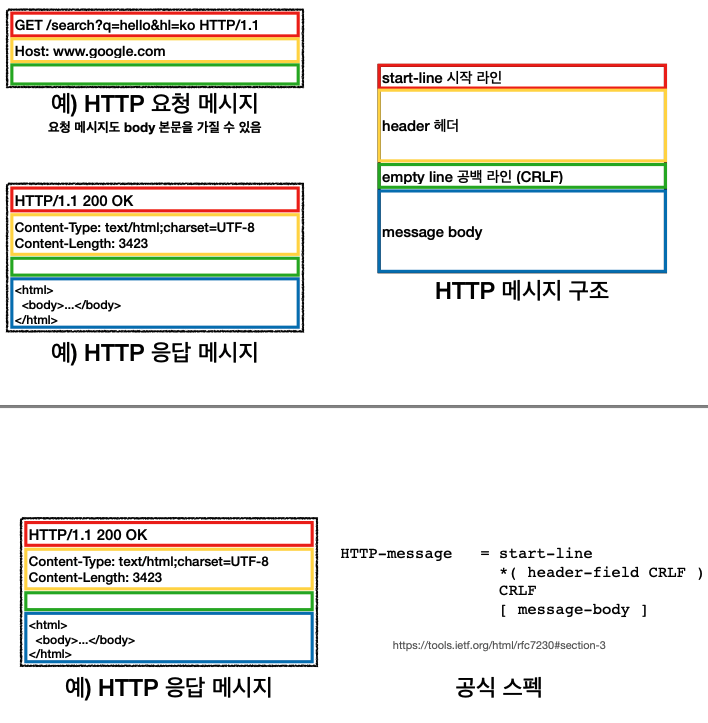 GET /search?q=hello&hl=ko HTTP/1.1
Host: www.google.com
예) HTTP 요청 메시지
요청 메시지도 body 본문을 가질 수 있음
HTTP/1.1 200 OK
Content-Type: text/html;charset=UTF-8
Content-Length: 3423
<html>
<body>...</body>
</html>
예) HTTP 응답 메시지
start-line 시작 라인
header 헤더
empty line 공백 라인 (CRLF)
message body
HTTP 메시지 구조
HTTP/1.1 200 OK
Content-Type: text/html;charset=UTF-8
Content-Length: 3423
<html>
<body>...</body>
</html>
예) HTTP 응답 메시지
HTTP-message = start-line
*( header-field CRLF )
CRLF
[ message-body ]
https://tools.ietf.org/html/rfc7230#section-3
공식 스펙